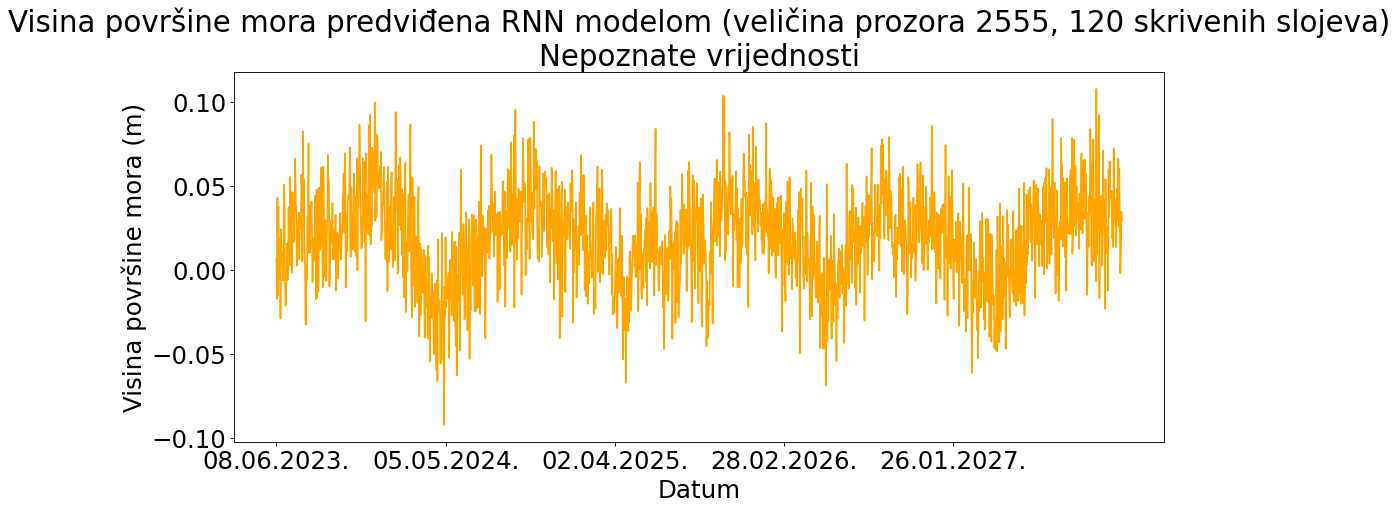 Visina površine mora predviđena RNN modelom (veličina prozora 2555, 120 skrivenih slojeva)
Nepoznate vrijednosti
Visina površine mora (m)
0.10
0.05
0.00
−0.05
−0.10
08.06.2023. 05.05.2024. 02.04.2025. 28.02.2026. 26.01.2027.
Datum